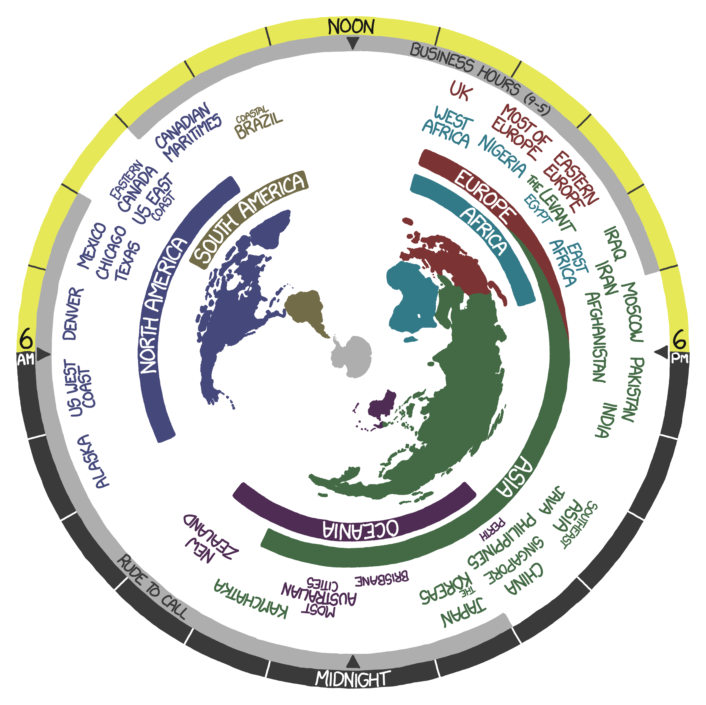 NOON
BUSINESS HOURS (9-5)
UK
MOST OF
EUROPE
EASTERN
EUROPE
WEST
AFRICA
NIGERIA
THE LEVANT
EGYPT
EAST
AFRICA
IRAQ
IRAN
MOSCOW
AFGHANISTAN
PAKISTAN
INDIA
6
PM
EUROPE
AFRICA
ASIA
SOUTHEAST
ASIA
JAVA
PERTH
PHILIPPINES
SINGAPORE
CHINA
THE
KOREAS
JAPAN
BRISBANE
MOST
AUSTRALIAN
CITIES
KAMCHATKA
NEW
ZEALAND
OCEANIA
MIDNIGHT
RUDE TO CALL
ALASKA
US WEST
COAST
DENVER
6
AM
MEXICO
CHICAGO
TEXAS
EASTERN
CANADA
US EAST
COAST
CANADIAN
MARITIMES
COASTAL
BRAZIL
NORTH AMERICA
SOUTH AMERICA